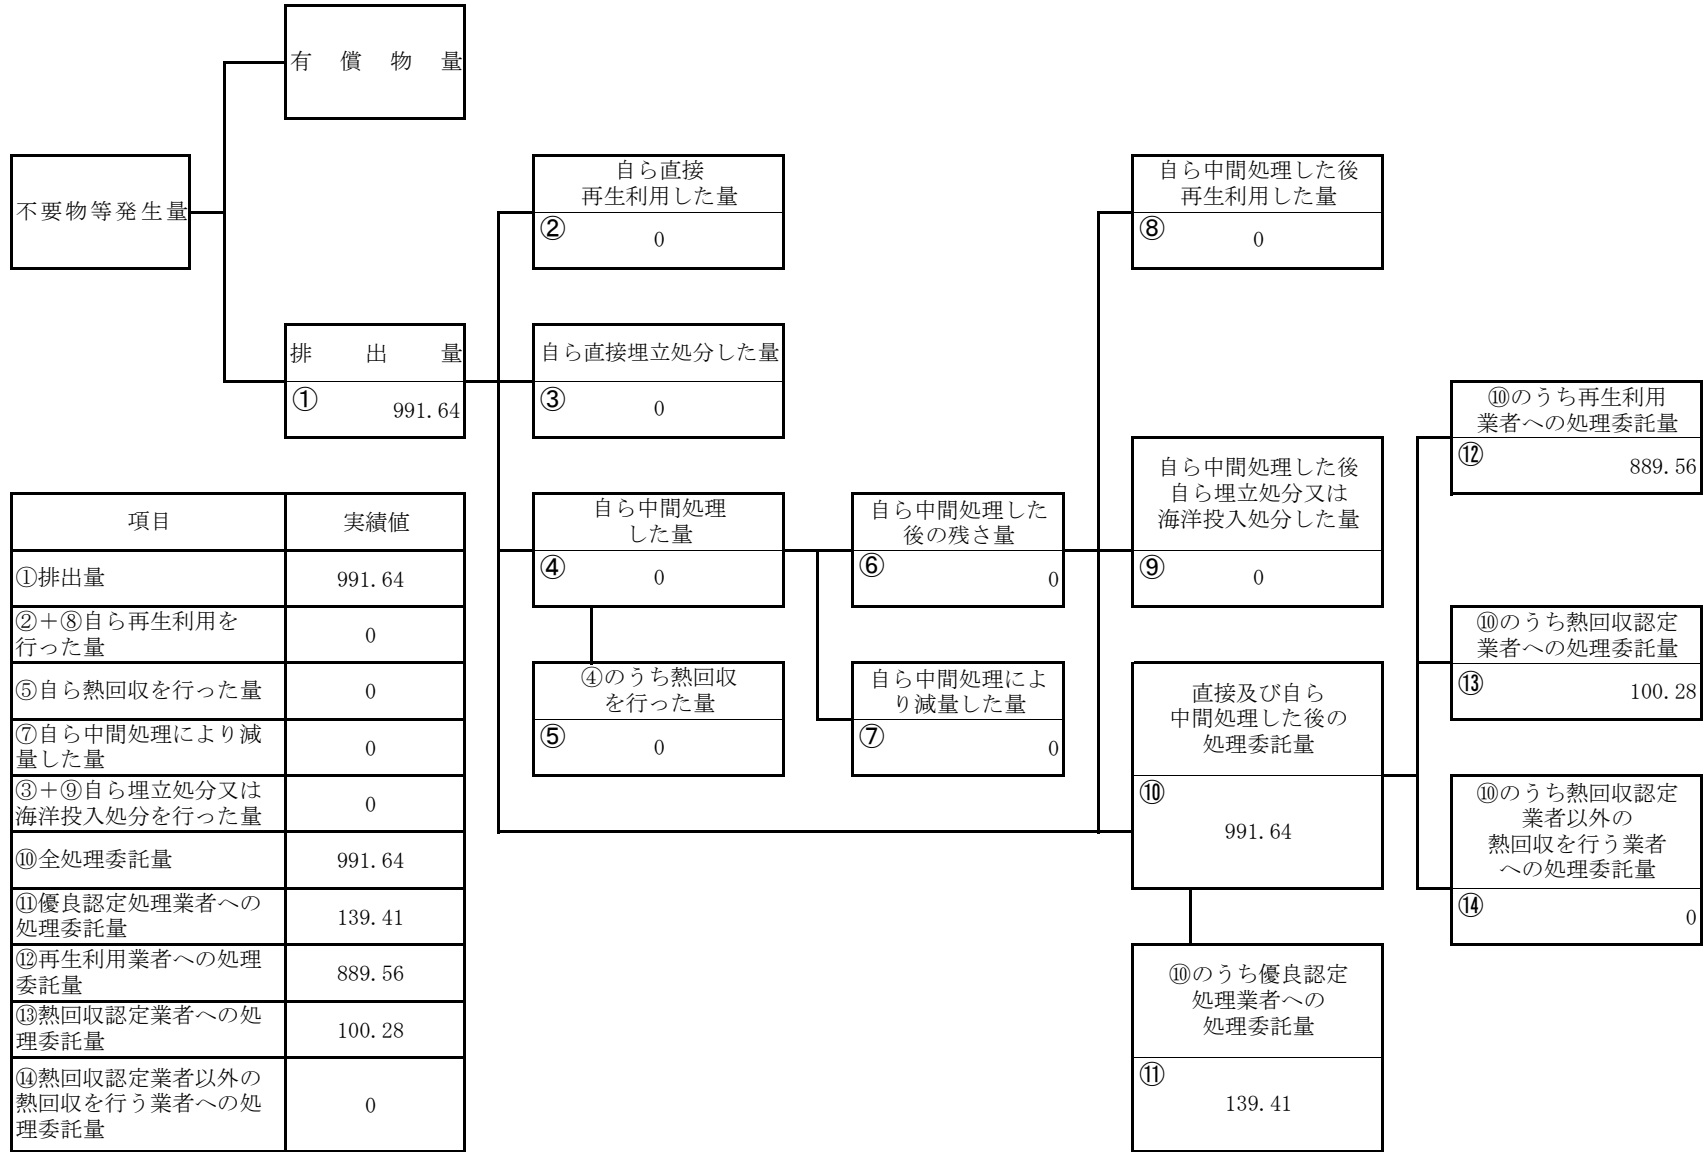 有償物量
不要物等発生量
自ら直接
再生利用した量
②
0
自ら中間処理した後
再生利用した量
⑧
0
排出量
①
991.64
自ら直接埋立処分した量
③
0
⑩のうち再生利用
業者への処理委託量
⑫
889.56
自ら中間処理した後
自ら埋立処分又は
海洋投入処分した量
⑨
0
自ら中間処理
した量
④
0
自ら中間処理した
後の残さ量
⑥
0
⑩のうち熱回収認定
業者への処理委託量
⑬
100.28
④のうち熱回収
を行った量
⑤
0
自ら中間処理によ
り減量した量
⑦
0
直接及び自ら
中間処理した後の
処理委託量
⑩
991.64
⑩のうち熱回収認定
業者以外の
熱回収を行う業者
への処理委託量
⑭
0
⑩のうち優良認定
処理業者への
処理委託量
⑪
139.41
項目 実績値
①排出量 991.64
②＋⑧自ら再生利用を
行った量 0
⑤自ら熱回収を行った量 0
⑦自ら中間処理により減
量した量 0
③＋⑨自ら埋立処分又は
海洋投入処分を行った量 0
⑩全処理委託量 991.64
⑪優良認定処理業者への
処理委託量 139.41
⑫再生利用業者への処理
委託量 889.56
⑬熱回収認定業者への処
理委託量 100.28
⑭熱回収認定業者以外の
熱回収を行う業者への処
理委託量 0